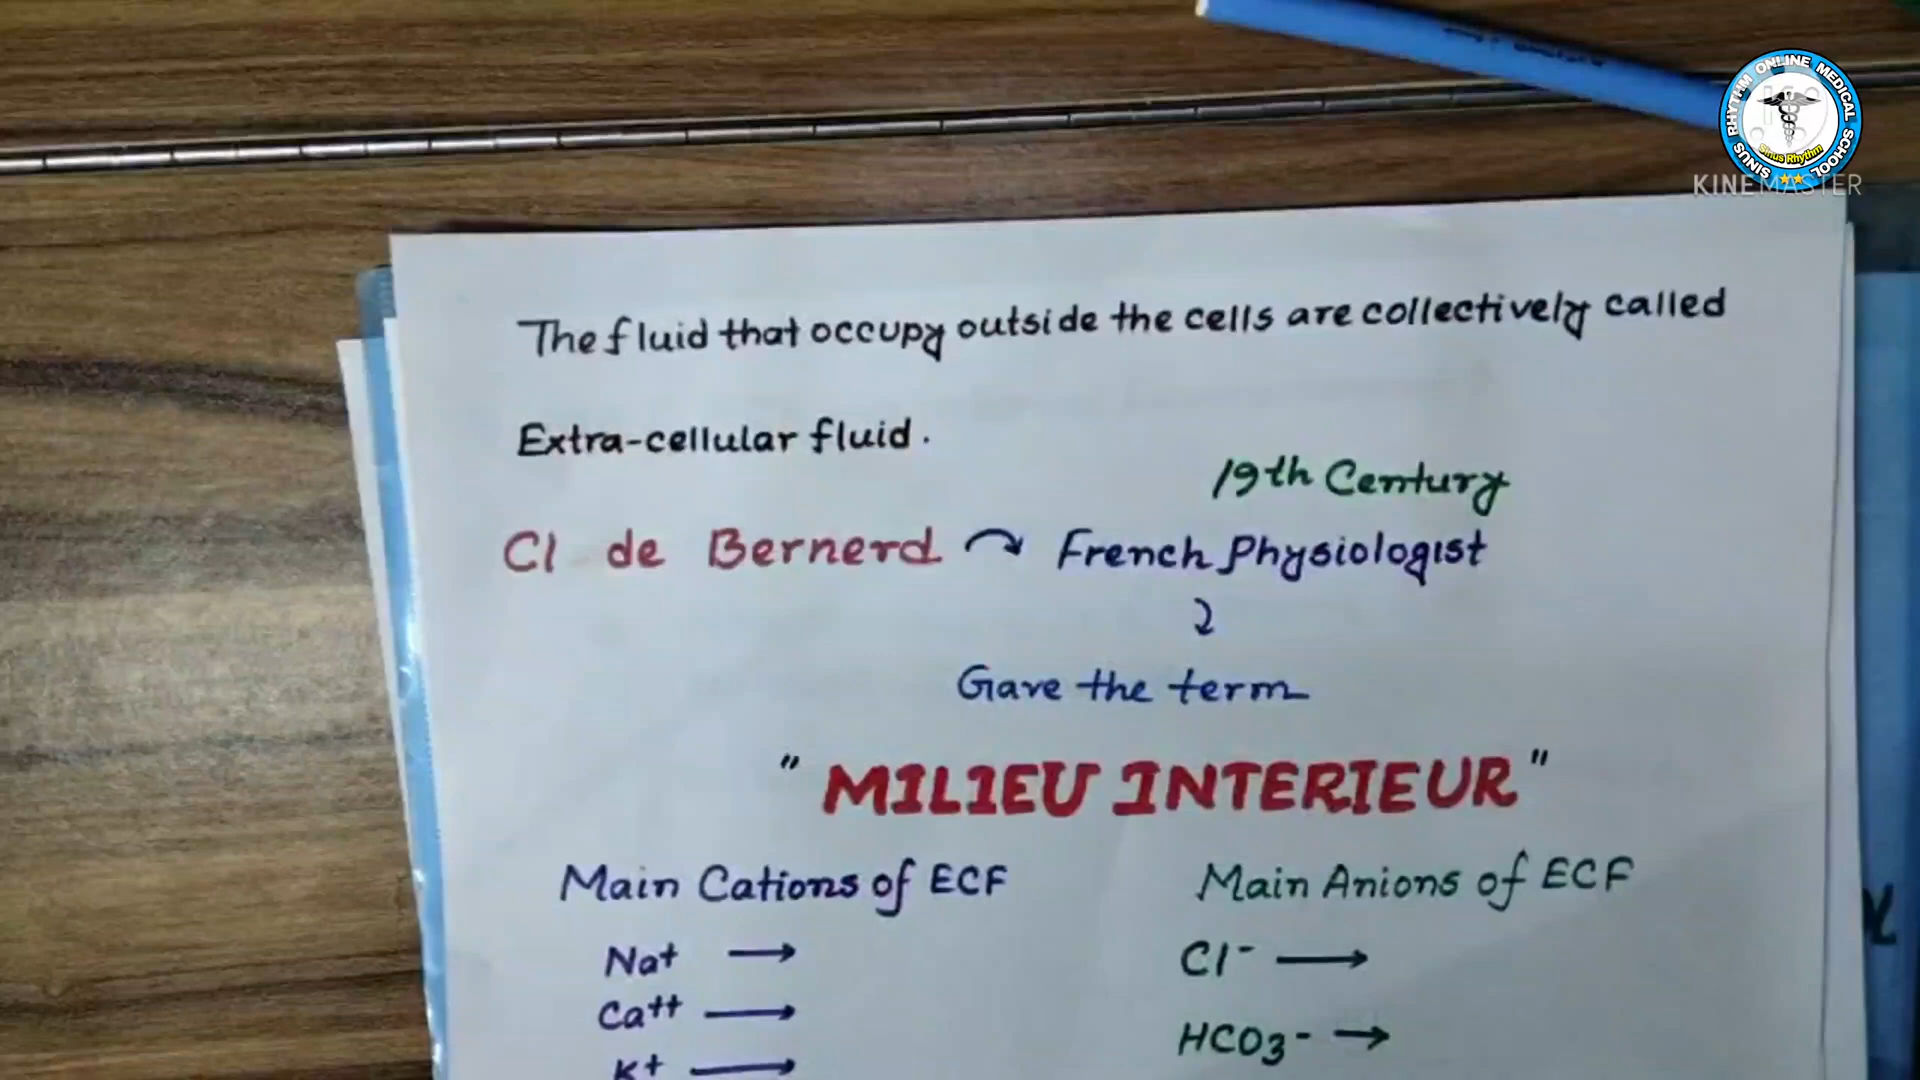 SINUS RHYTHM ONLINE MEDICAL SCHOOL
Sinus Rhythm
KINEMASTER
The fluid that occupy outside the cells are collectively called
Extra-cellular fluid.
19th Century
Cl de Bernerd → French Physiologist
Gave the term
"MILIEU INTERIEUR"
Main Cations of ECF
Main Anions of ECF
Na+ →
Cl- →
Ca++ →
HCO3- →
K+ →